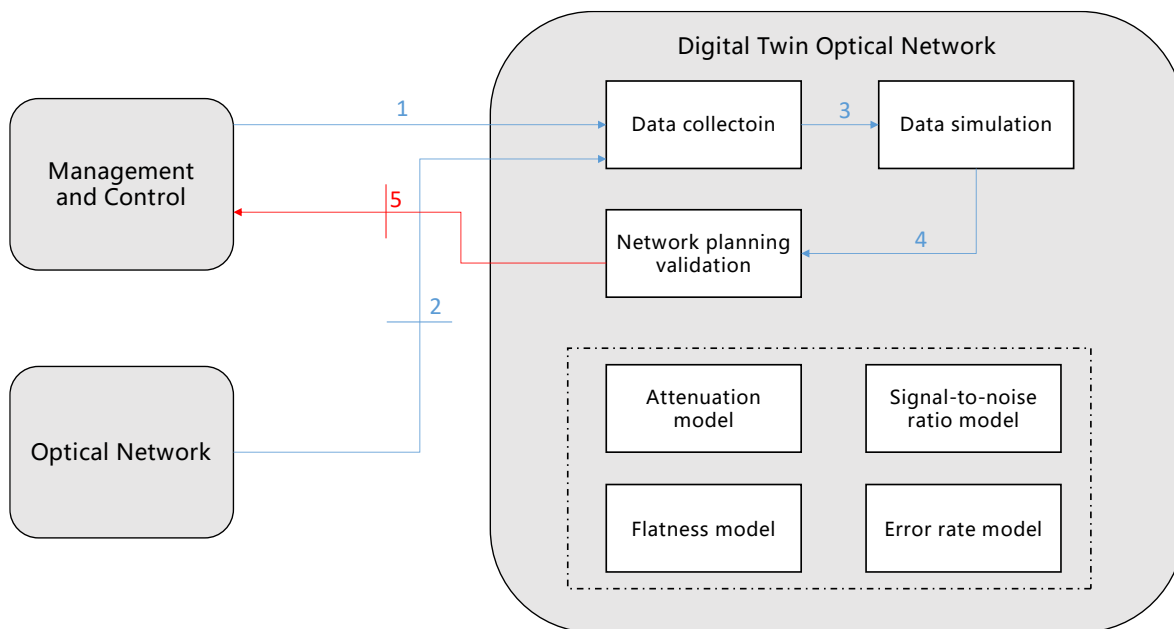 Digital Twin Optical Network
1
Data collectoin
3
Data simulation
Management
and Control
5
Network planning
validation
4
2
Optical Network
Attenuation
model
Signal-to-noise
ratio model
Flatness model
Error rate model